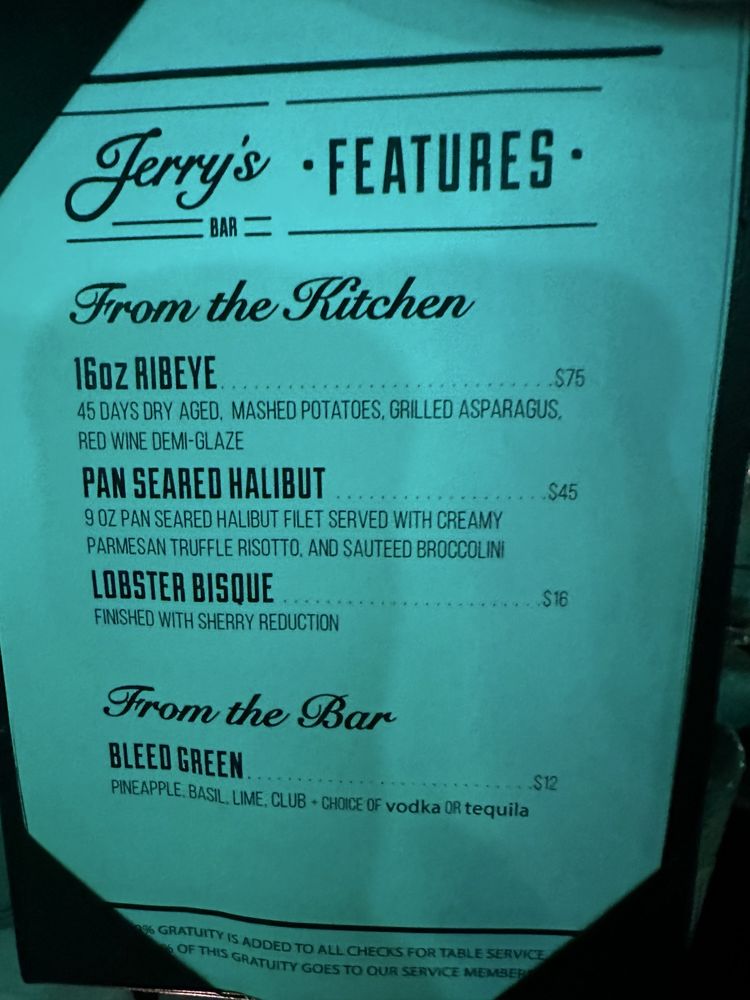 Jerry's BAR · FEATURES ·
From the Kitchen
16oz RIBEYE.................................$75
45 DAYS DRY AGED, MASHED POTATOES, GRILLED ASPARAGUS,
RED WINE DEMI-GLAZE
PAN SEARED HALIBUT.....................$45
9 OZ PAN SEARED HALIBUT FILET SERVED WITH CREAMY
PARMESAN TRUFFLE RISOTTO, AND SAUTEED BROCCOLINI
LOBSTER BISQUE..........................$16
FINISHED WITH SHERRY REDUCTION
From the Bar
BLEED GREEN.............................$12
PINEAPPLE, BASIL, LIME, CLUB + CHOICE OF vodka OR tequila
GRATUITY IS ADDED TO ALL CHECKS FOR TABLE SERVICE
OF THIS GRATUITY GOES TO OUR SERVICE